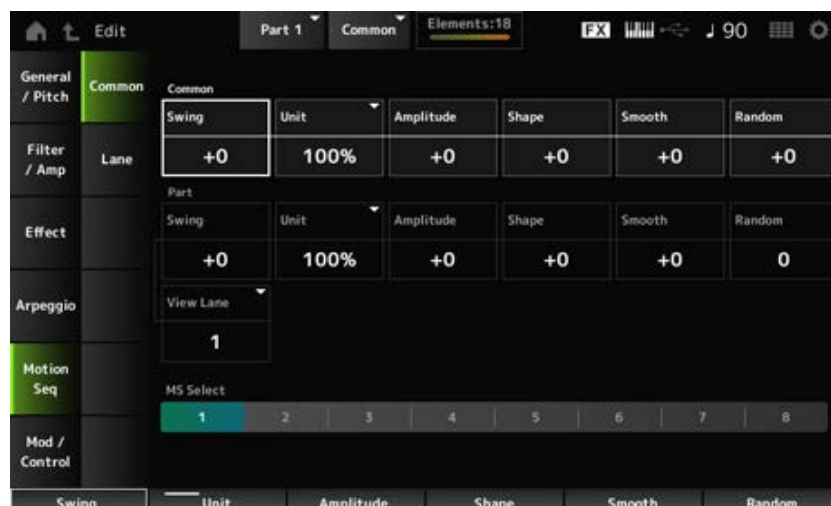 Edit Part 1 Common Elements:18 FX 90
General / Pitch
Common
Filter / Amp
Lane
Effect
Arpeggio
Motion Seq
Mod / Control
Common
Swing Unit Amplitude Shape Smooth Random
+0 100% +0 +0 +0 +0
Part
Swing Unit Amplitude Shape Smooth Random
+0 100% +0 +0 +0 0
View Lane
1
MS Select
1 2 3 4 5 6 7 8
Swing Unit Amplitude Shape Smooth Random